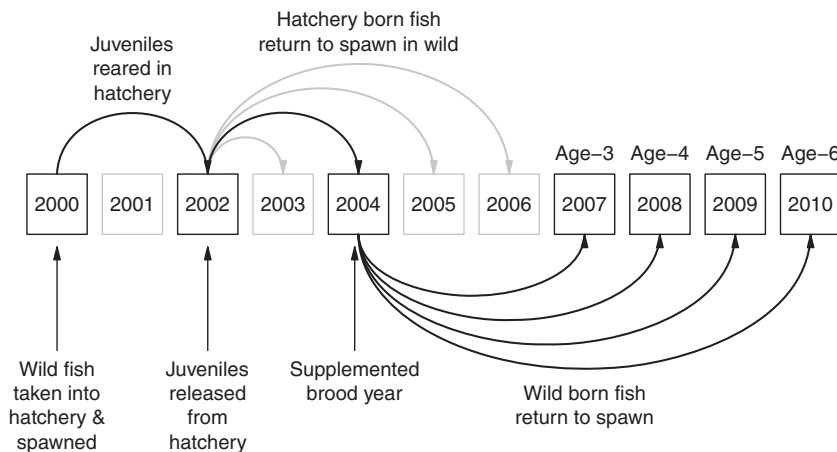 Juveniles
reared in
hatchery
Hatchery born fish
return to spawn in wild
Age–3 Age–4 Age–5 Age–6
2000 2001 2002 2003 2004 2005 2006 2007 2008 2009 2010
Wild fish
taken into
hatchery &
spawned
Juveniles
released
from
hatchery
Supplemented
brood year
Wild born fish
return to spawn